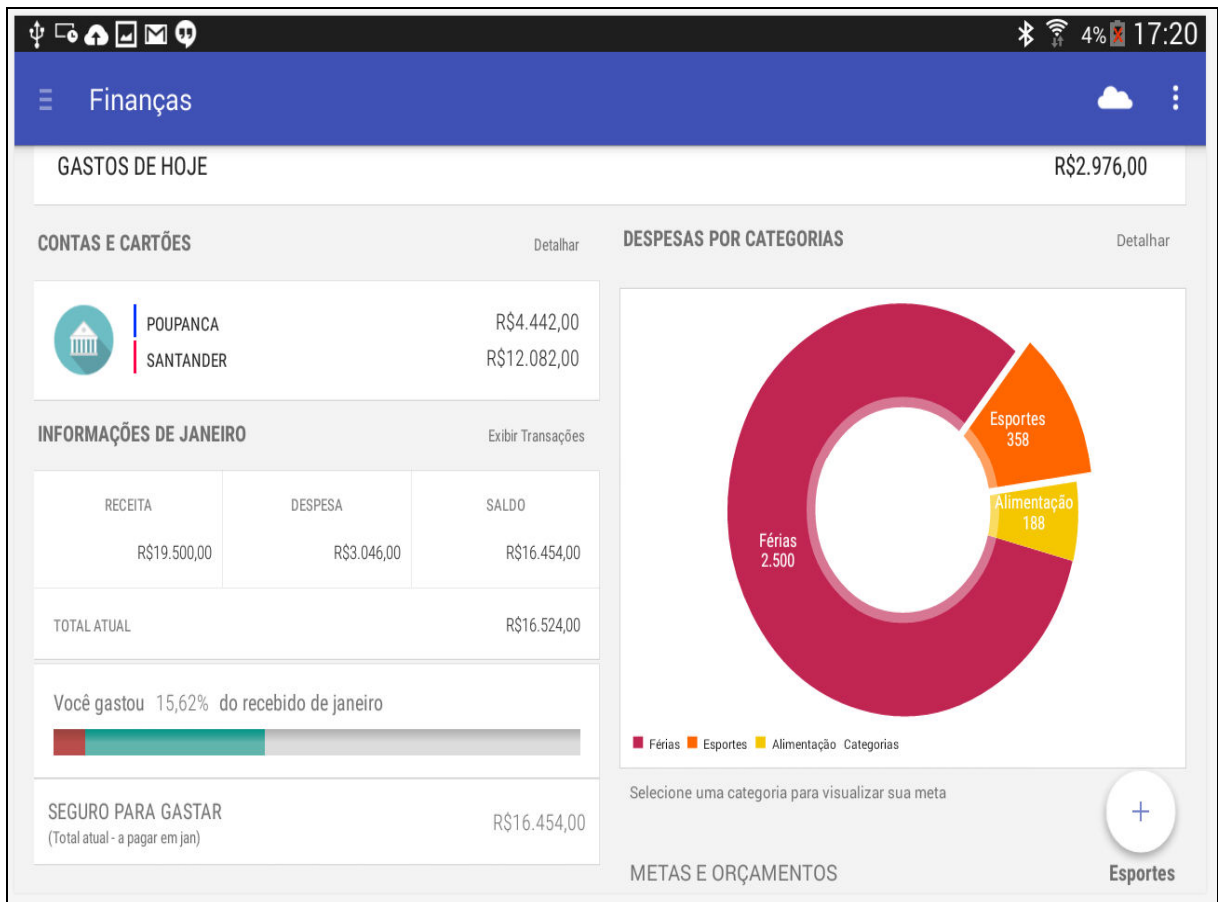 4% 17:20
Finanças
GASTOS DE HOJE R$2.976,00
CONTAS E CARTÕES Detalhar
POUPANCA R$4.442,00
SANTANDER R$12.082,00
INFORMAÇÕES DE JANEIRO Exibir Transações
RECEITA DESPESA SALDO
R$19.500,00 R$3.046,00 R$16.454,00
TOTAL ATUAL R$16.524,00
Você gastou 15,62% do recebido de janeiro
SEGURO PARA GASTAR R$16.454,00
(Total atual - a pagar em jan)
DESPESAS POR CATEGORIAS Detalhar
Esportes
358
Alimentação
188
Férias
2.500
Férias Esportes Alimentação Categorias
Selecione uma categoria para visualizar sua meta
+
METAS E ORÇAMENTOS Esportes